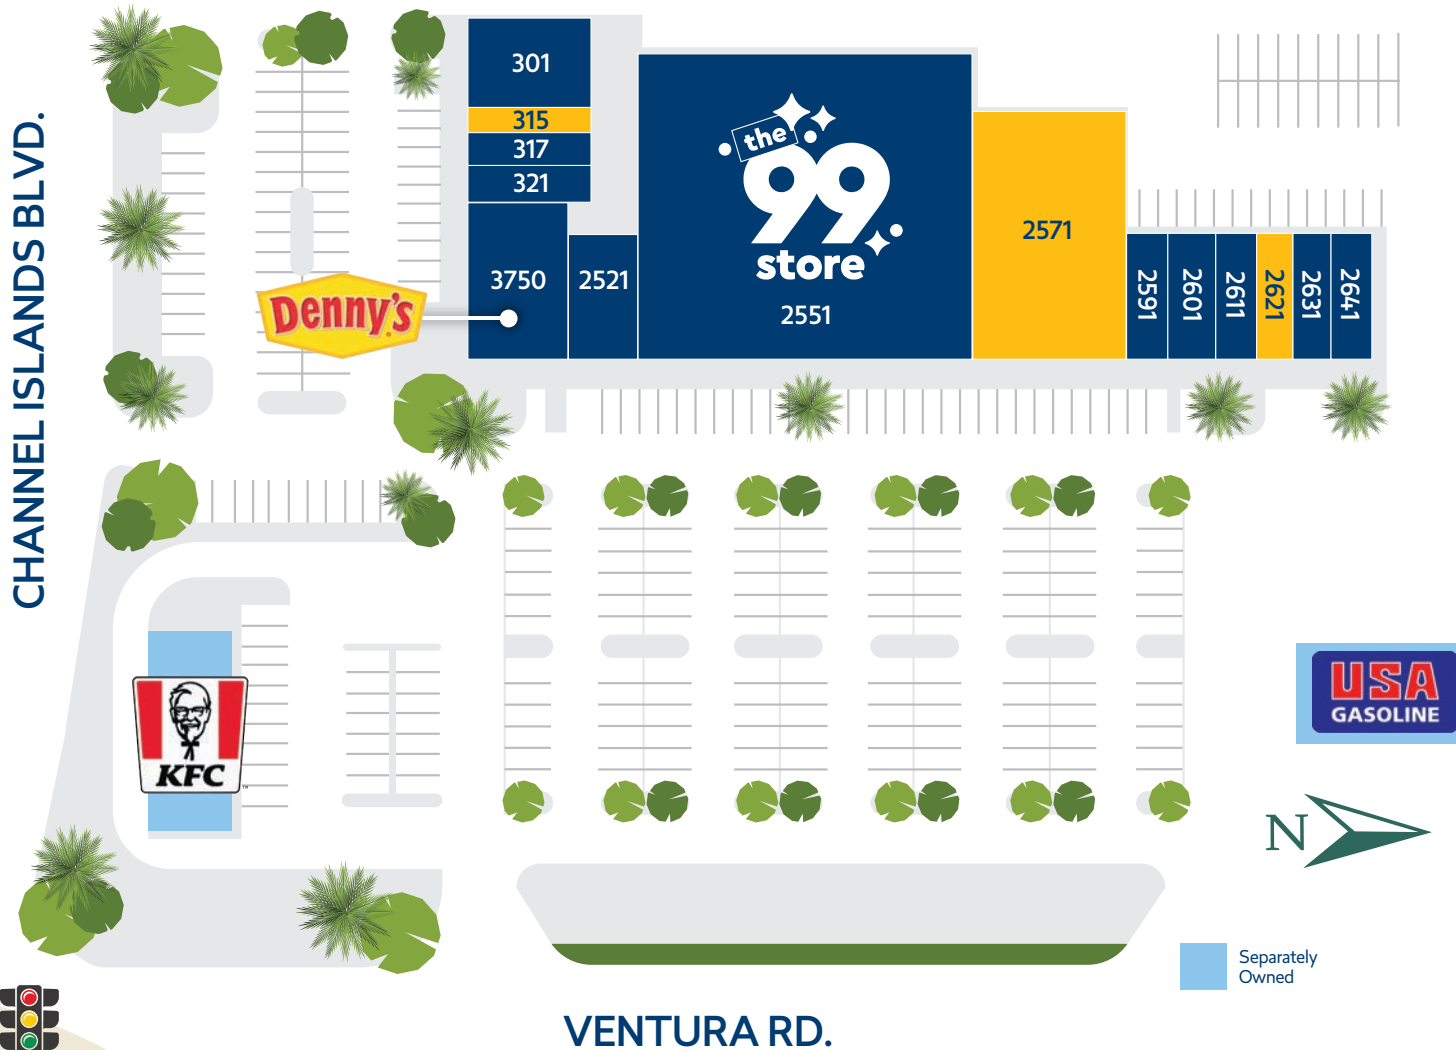 CHANNEL ISLANDS BLVD.
301
315
317
321
3750
2521
the
99
store
2551
2571
2591
2601
2611
2621
2631
2641
Denny's
KFC
™
USA
GASOLINE
N
Separately
Owned
VENTURA RD.